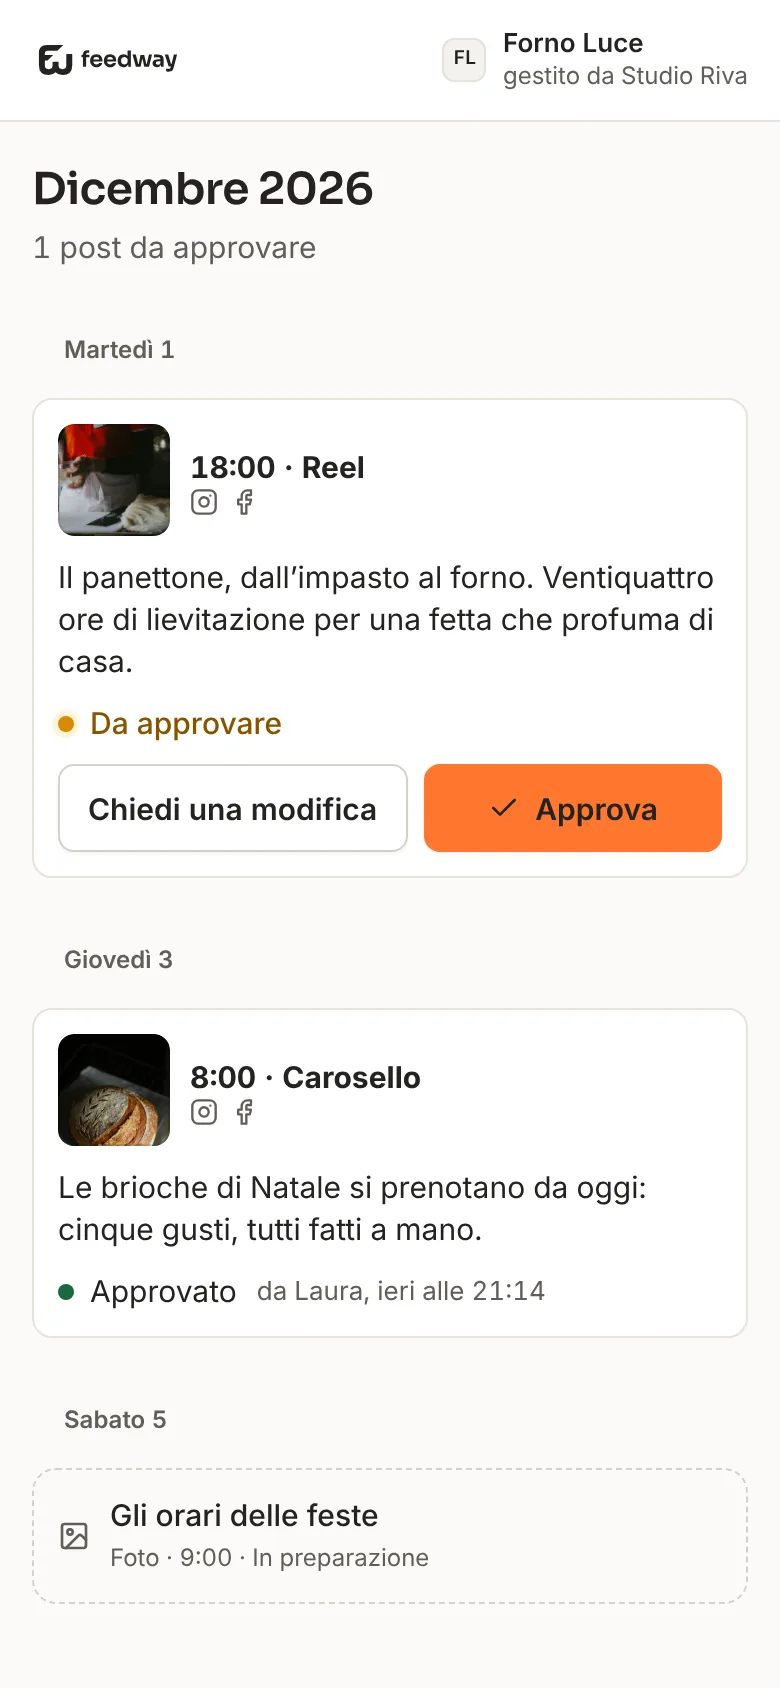 feedway
FL
Forno Luce
gestito da Studio Riva
Dicembre 2026
1 post da approvare
Martedì 1
18:00 · Reel
Il panettone, dall’impasto al forno. Ventiquattro
ore di lievitazione per una fetta che profuma di
casa.
Da approvare
Chiedi una modifica
Approva
Giovedì 3
8:00 · Carosello
Le brioche di Natale si prenotano da oggi:
cinque gusti, tutti fatti a mano.
Approvato da Laura, ieri alle 21:14
Sabato 5
Gli orari delle feste
Foto · 9:00 · In preparazione